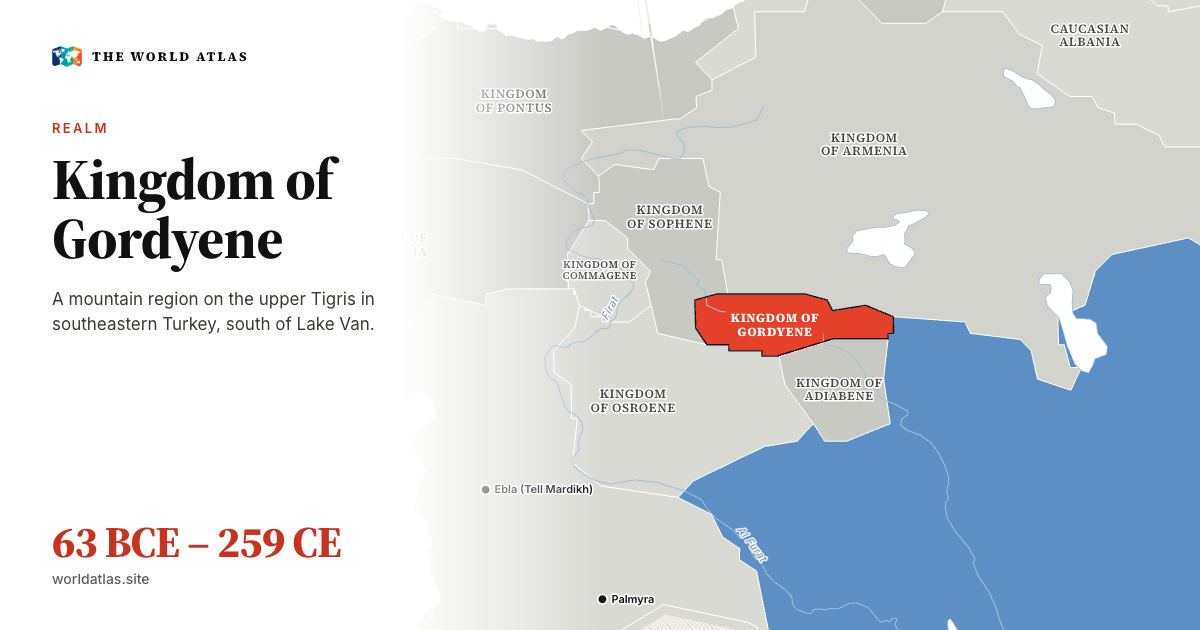 THE WORLD ATLAS
REALM
Kingdom of
Gordyene
A mountain region on the upper Tigris in
southeastern Turkey, south of Lake Van.
63 BCE – 259 CE
worldatlas.site
CAUCASIAN
ALBANIA
KINGDOM
OF PONTUS
KINGDOM
OF ARMENIA
KINGDOM
OF SOPHENE
OF
CIA
KINGDOM OF
COMMAGENE
Firat
KINGDOM OF
GORDYENE
KINGDOM OF
ADIABENE
KINGDOM
OF OSROENE
Ebla (Tell Mardikh)
Al Furat
Palmyra